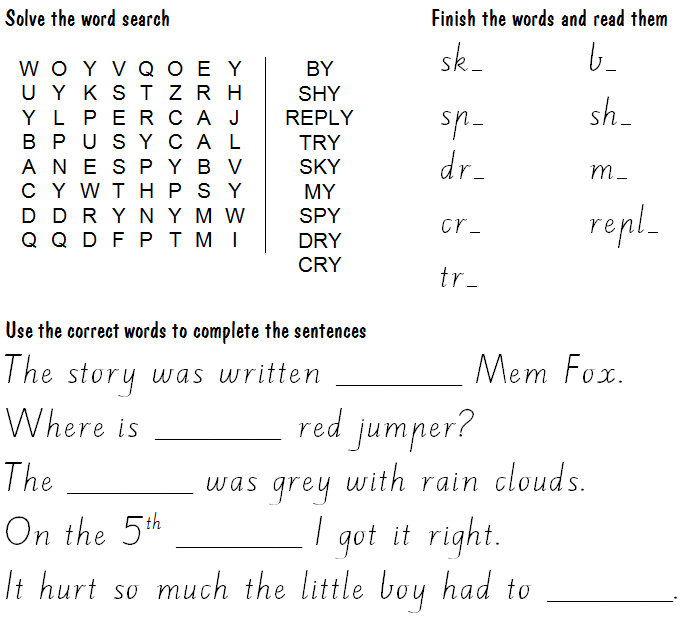 Solve the word search
W O Y V Q O E Y
U Y K S T Z R H
Y L P E R C A J
B P U S Y C A L
A N E S P Y B V
C Y W T H P S Y
D D R Y N Y M W
Q Q D F P T M I
BY
SHY
REPLY
TRY
SKY
MY
SPY
DRY
CRY
Finish the words and read them
sk_
sp_
dr_
cr_
tr_
b_
sh_
m_
repl_
Use the correct words to complete the sentences
The story was written ________ Mem Fox.
Where is ________ red jumper?
The ________ was grey with rain clouds.
On the 5th ________ I got it right.
It hurt so much the little boy had to ________.